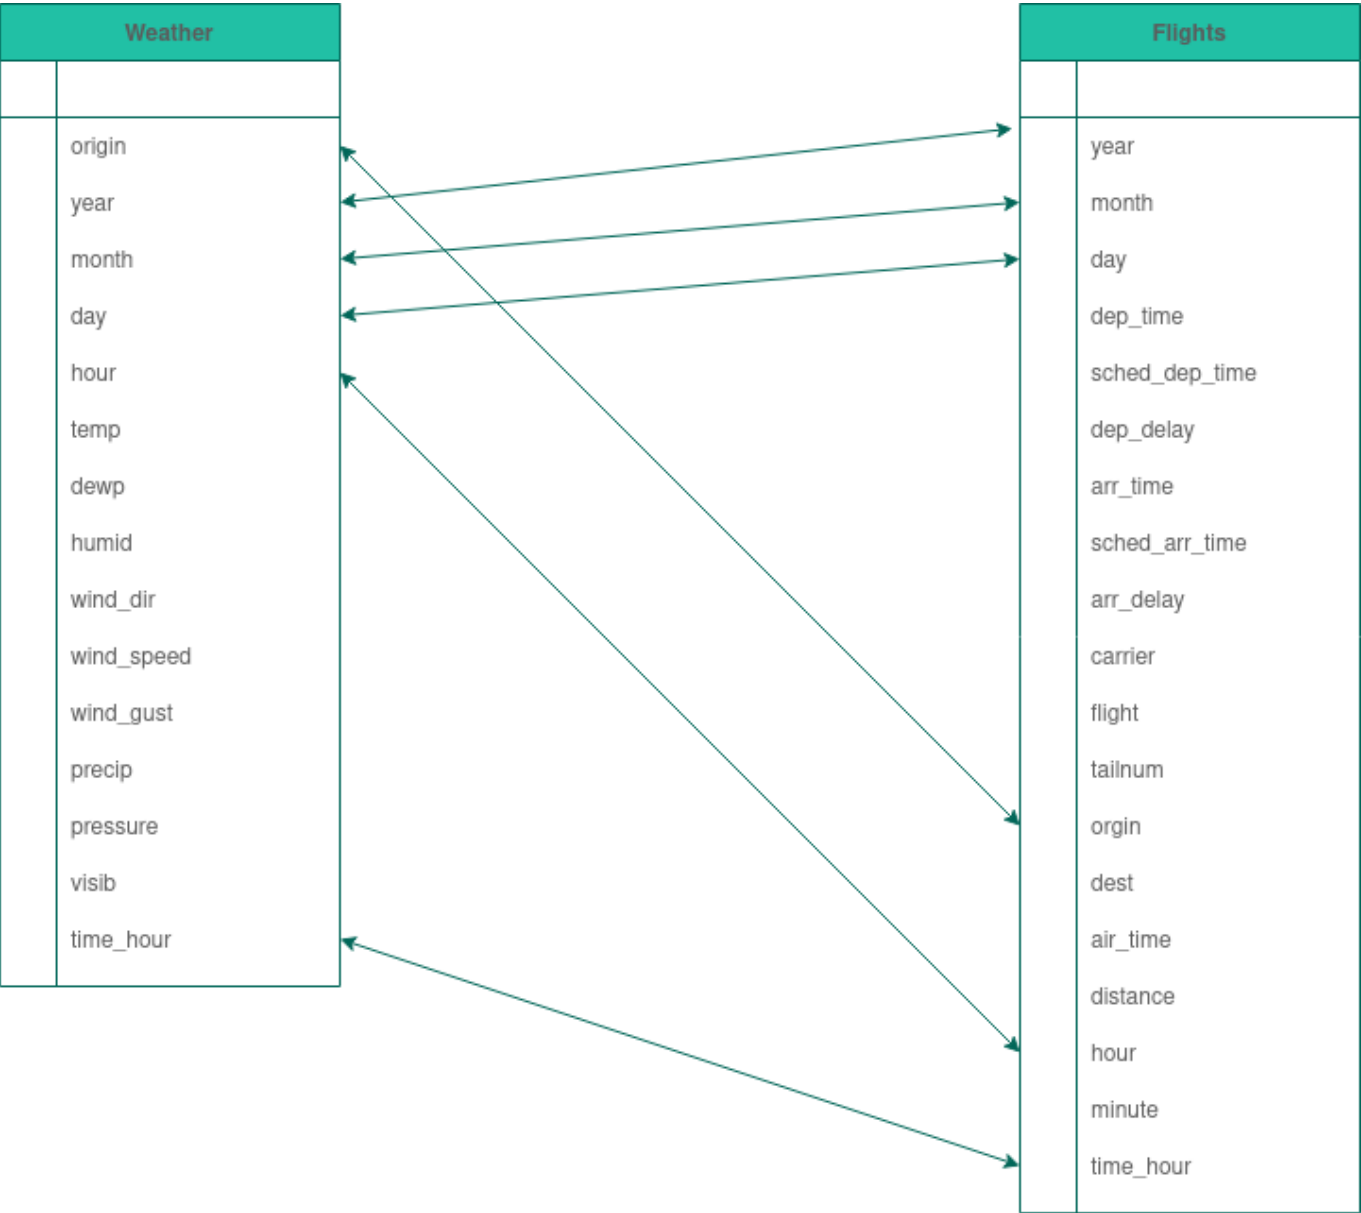 Weather
origin
year
month
day
hour
temp
dewp
humid
wind_dir
wind_speed
wind_gust
precip
pressure
visib
time_hour
Flights
year
month
day
dep_time
sched_dep_time
dep_delay
arr_time
sched_arr_time
arr_delay
carrier
flight
tailnum
orgin
dest
air_time
distance
hour
minute
time_hour